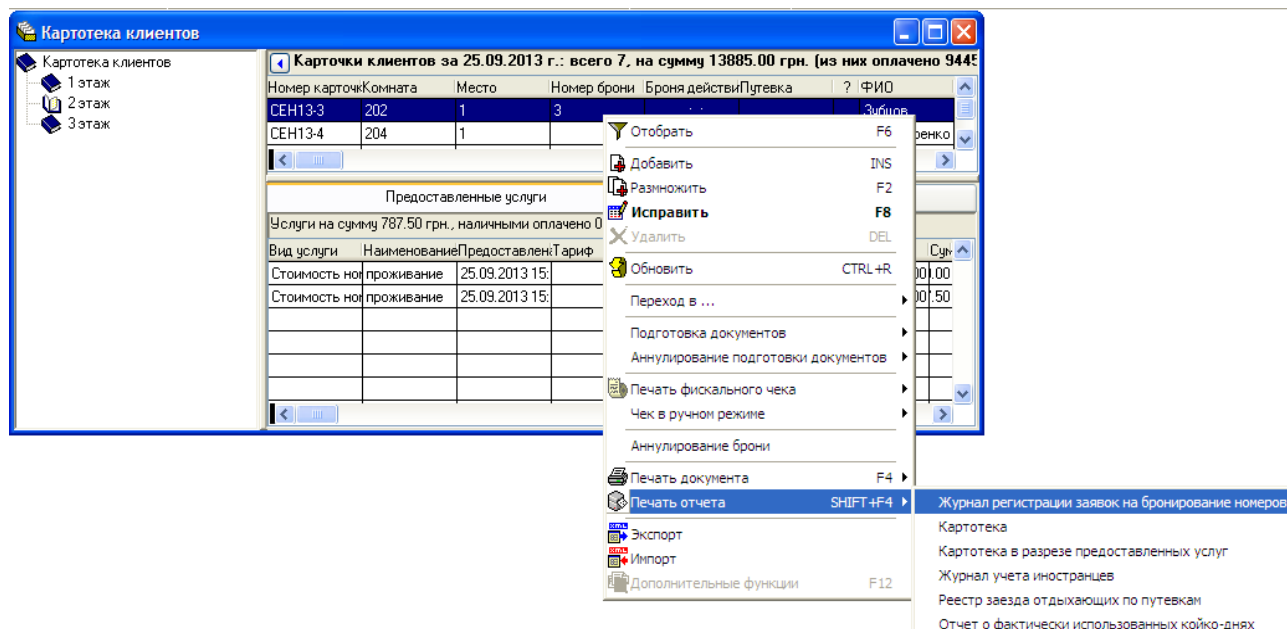 Картотека клиентов
Картотека клиентов
1 этаж
2 этаж
3 этаж
Карточки клиентов за 25.09.2013 г.: всего 7, на сумму 13885.00 грн. (из них оплачено 9445
Номер карточк Комната Место Номер брони Броня действи Путевка ? ФИО
СЕН13-3 202 1 3 Зубцов
СЕН13-4 204 1 ренко
Предоставленные услуги
Услуги на сумму 787.50 грн., наличными оплачено 0
Вид услуги Наименование Предоставлен Тариф Сум
Стоимость ног проживание 25.09.2013 15: 00 .00
Стоимость ног проживание 25.09.2013 15: 00 .50
Отобрать F6
Добавить INS
Размножить F2
Исправить F8
Удалить DEL
Обновить CTRL+R
Переход в ...
Подготовка документов
Аннулирование подготовки документов
Печать фискального чека
Чек в ручном режиме
Аннулирование брони
Печать документа F4
Печать отчета SHIFT+F4
Экспорт
Импорт
Дополнительные функции F12
Журнал регистрации заявок на бронирование номеров
Картотека
Картотека в разрезе предоставленных услуг
Журнал учета иностранцев
Реестр заезда отдыхающих по путевкам
Отчет о фактически использованных койко-днях